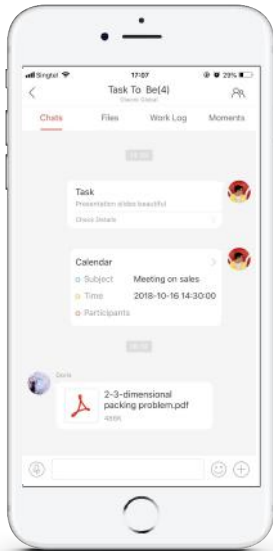 Singtel 17:07 29%
Task To Be(4)
Chats Files Work Log Moments
Task
Presentation slides beautiful
Check Details
Calendar
Subject Meeting on sales
Time 2018-10-16 14:30:00
Participants
2-3-dimensional
packing problem.pdf